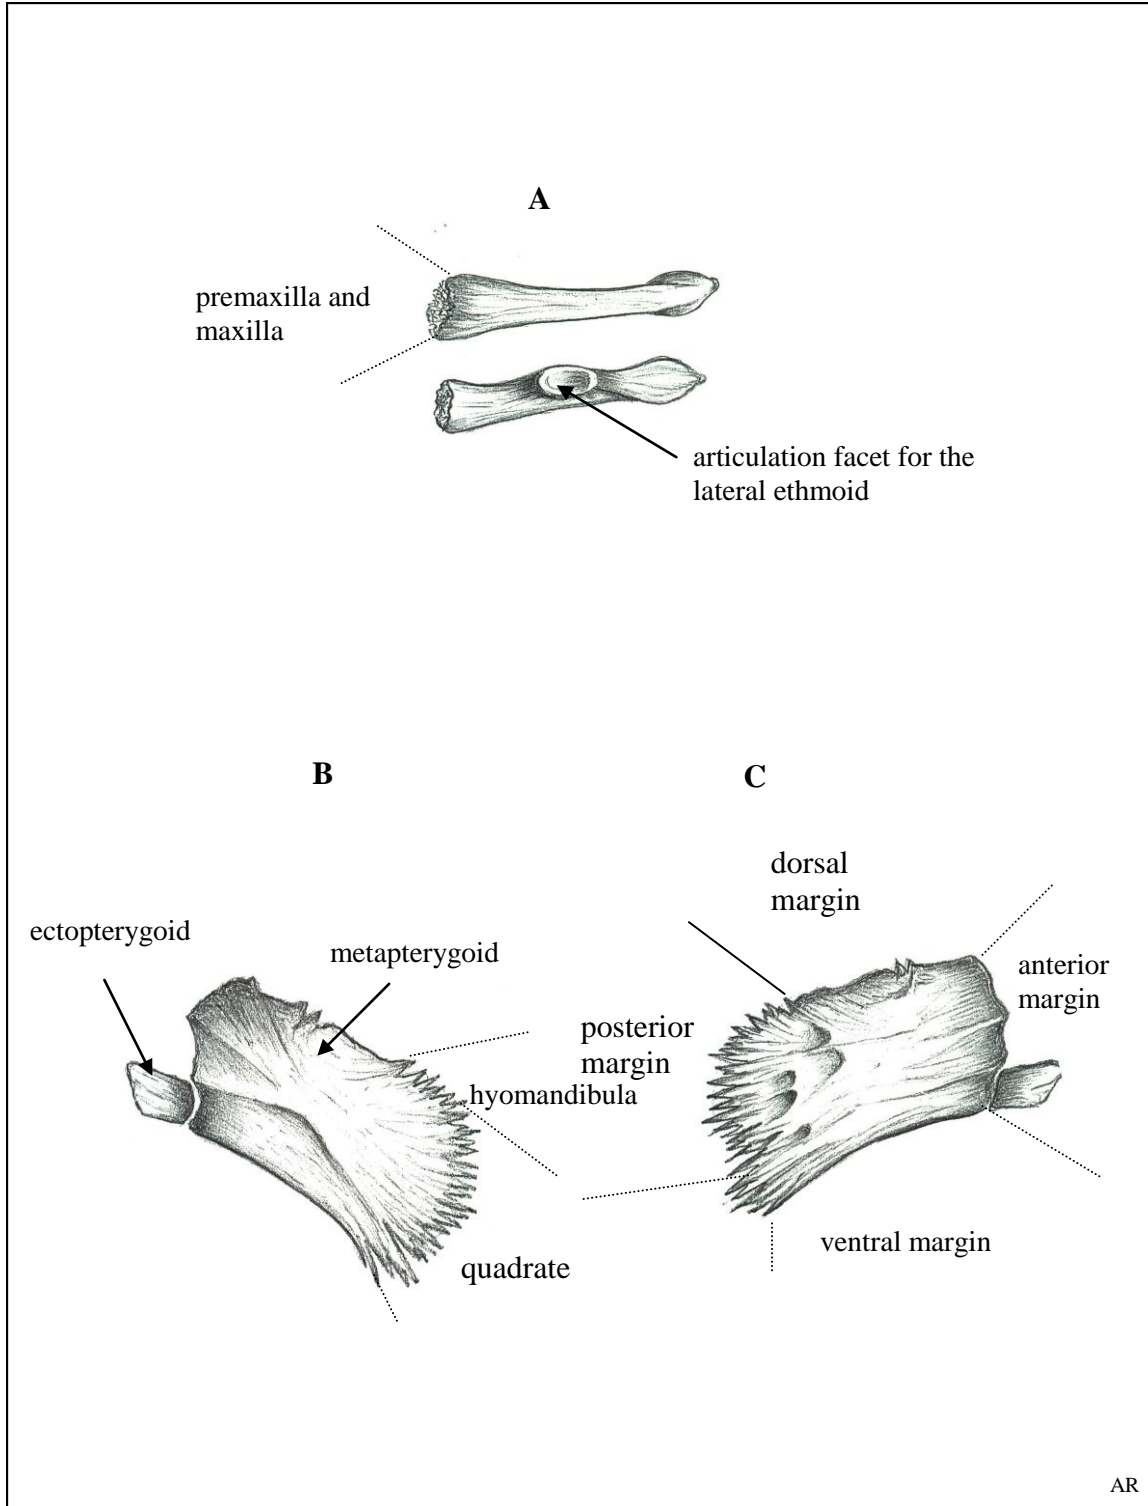 A
premaxilla and
maxilla
articulation facet for the
lateral ethmoid
B
C
dorsal
margin
ectopterygoid
metapterygoid
anterior
margin
posterior
margin
hyomandibula
ventral margin
quadrate
AR